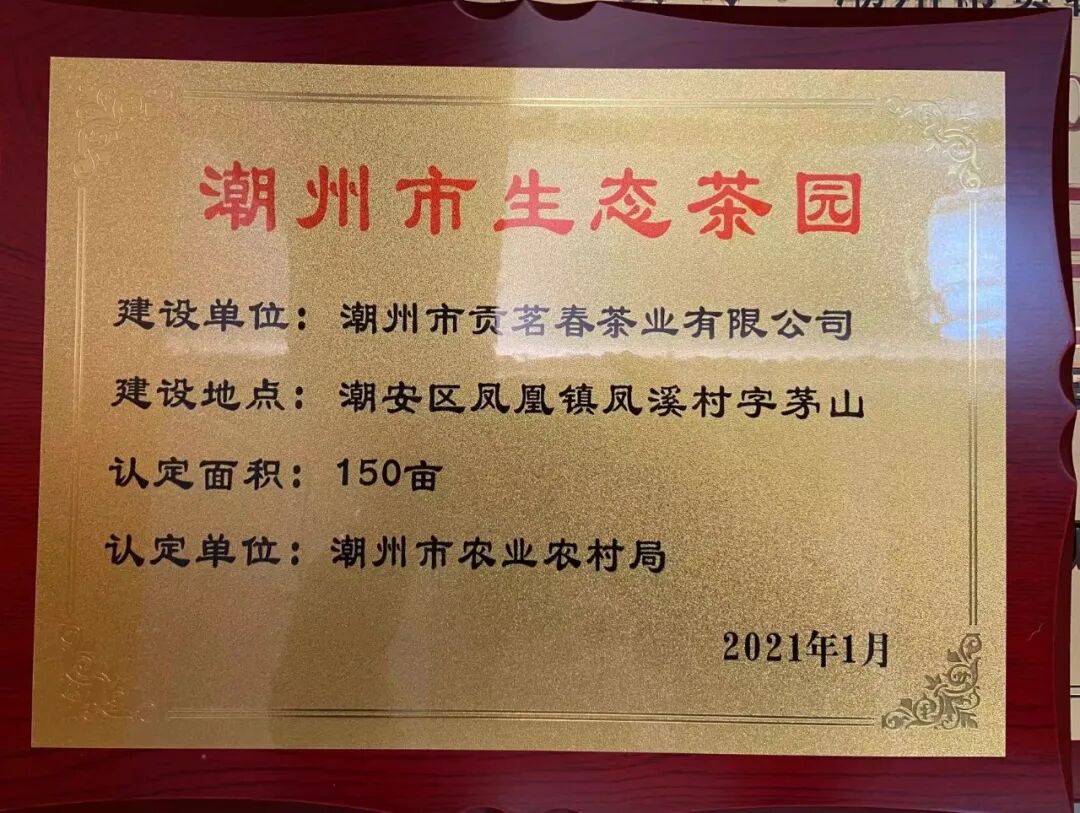 潮州市生态茶园
建设单位：潮州市贡茗春茶业有限公司
建设地点：潮安区凤凰镇凤溪村字茅山
认定面积：150亩
认定单位：潮州市农业农村局
2021年1月